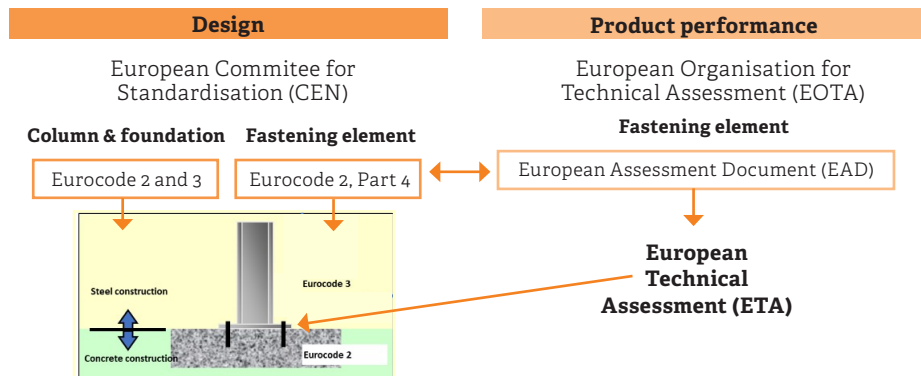 Design
European Commitee for
Standardisation (CEN)
Column & foundation
Fastening element
Eurocode 2 and 3
Eurocode 2, Part 4
Product performance
European Organisation for
Technical Assessment (EOTA)
Fastening element
European Assessment Document (EAD)
European
Technical
Assessment (ETA)
Steel construction
Eurocode 3
Concrete construction
Eurocode 2